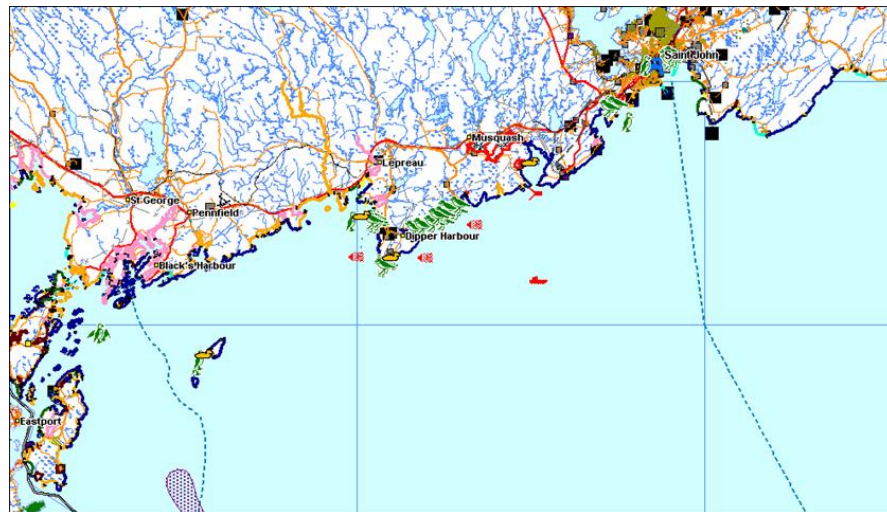 Saint John
Musquash
Lepreau
St George
Pennfield
Dipper Harbour
Black's Harbour
Eastport